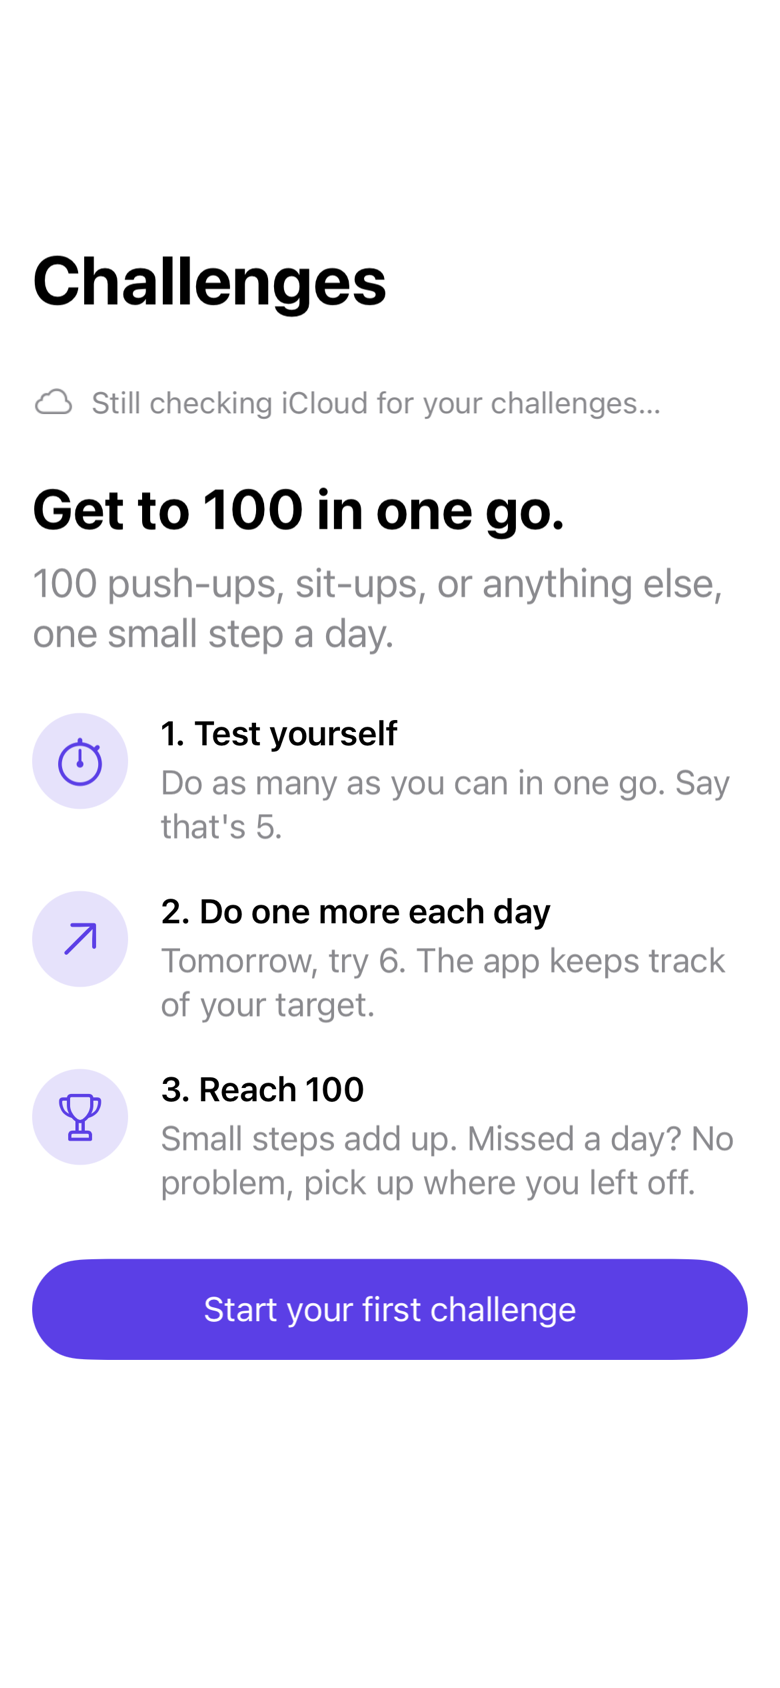 Challenges
Still checking iCloud for your challenges...
Get to 100 in one go.
100 push-ups, sit-ups, or anything else,
one small step a day.
1. Test yourself
Do as many as you can in one go. Say
that's 5.
2. Do one more each day
Tomorrow, try 6. The app keeps track
of your target.
3. Reach 100
Small steps add up. Missed a day? No
problem, pick up where you left off.
Start your first challenge